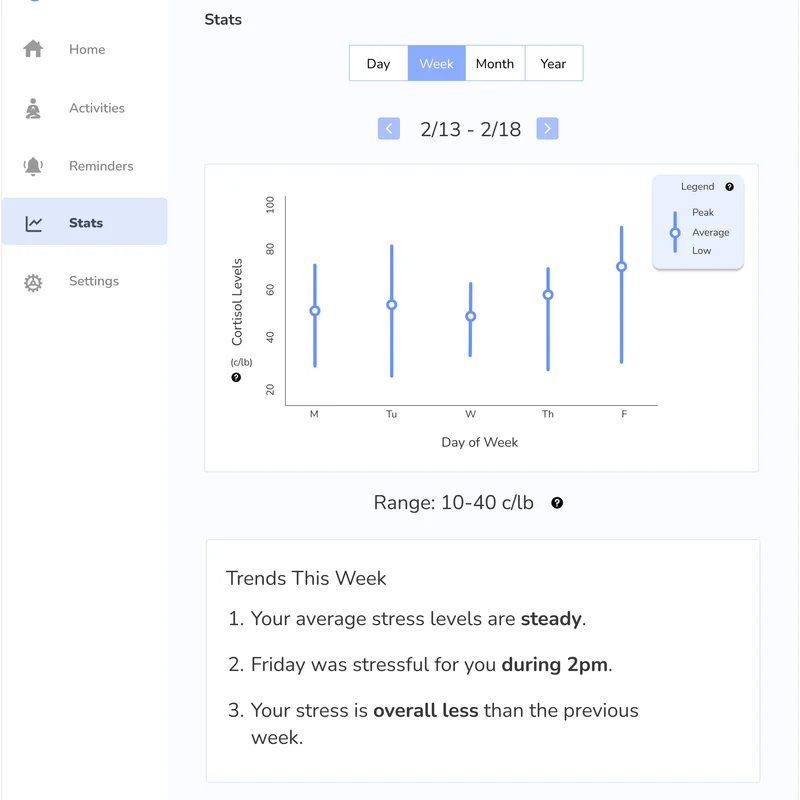 Stats
Home
Activities
Reminders
Stats
Settings
Day Week Month Year
2/13 - 2/18
Legend
Peak
Average
Low
Cortisol Levels
(c/lb)
100
80
60
40
20
M Tu W Th F
Day of Week
Range: 10-40 c/lb
Trends This Week
1. Your average stress levels are steady.
2. Friday was stressful for you during 2pm.
3. Your stress is overall less than the previous
week.